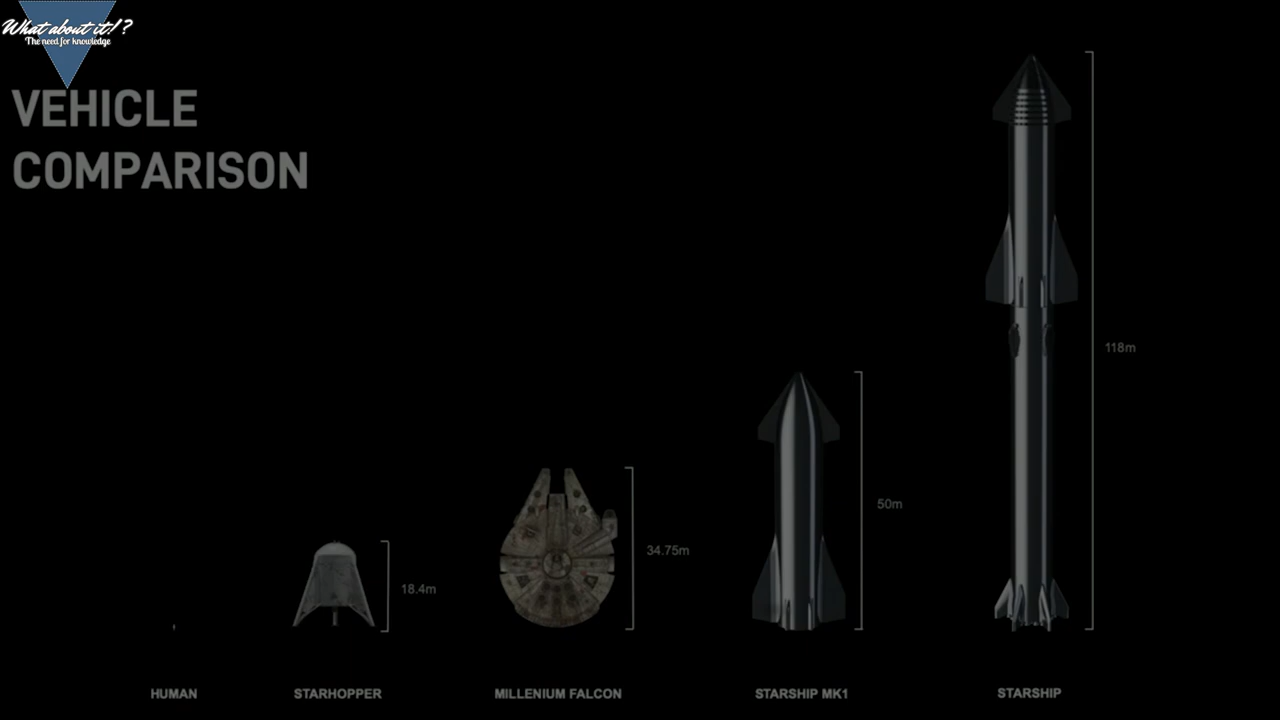 What about it!?
The need for knowledge
VEHICLE
COMPARISON
118m
50m
34.75m
18.4m
HUMAN
STARHOPPER
MILLENIUM FALCON
STARSHIP MK1
STARSHIP